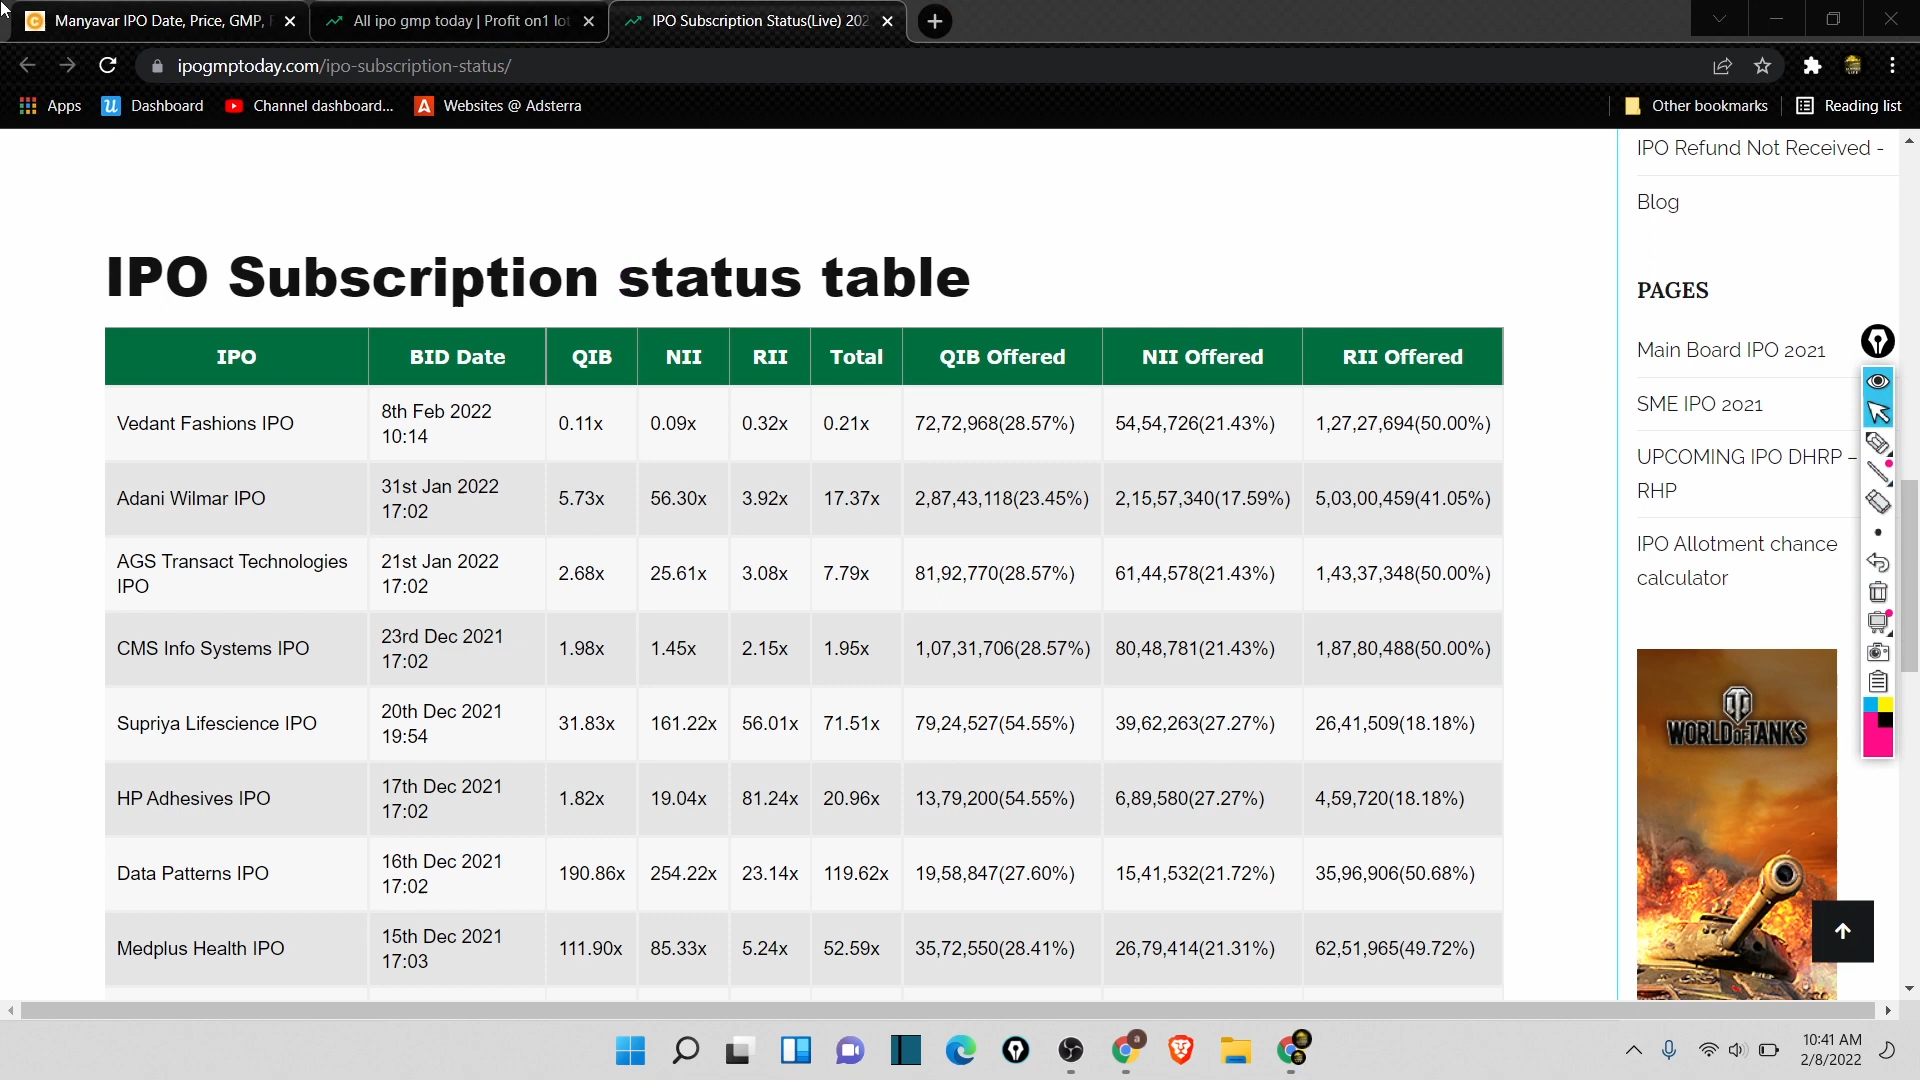 Manyavar IPO Date, Price, GMP,
All ipo gmp today | Profit on1 lot
IPO Subscription Status(Live) 202
ipogmptoday.com/ipo-subscription-status/
Apps
Dashboard
Channel dashboard...
Websites @ Adsterra
Other bookmarks
Reading list
IPO Refund Not Received -
Blog
IPO Subscription status table
IPO BID Date QIB NII RII Total QIB Offered NII Offered RII Offered
Vedant Fashions IPO 8th Feb 2022 10:14 0.11x 0.09x 0.32x 0.21x 72,72,968(28.57%) 54,54,726(21.43%) 1,27,27,694(50.00%)
Adani Wilmar IPO 31st Jan 2022 17:02 5.73x 56.30x 3.92x 17.37x 2,87,43,118(23.45%) 2,15,57,340(17.59%) 5,03,00,459(41.05%)
AGS Transact Technologies IPO 21st Jan 2022 17:02 2.68x 25.61x 3.08x 7.79x 81,92,770(28.57%) 61,44,578(21.43%) 1,43,37,348(50.00%)
CMS Info Systems IPO 23rd Dec 2021 17:02 1.98x 1.45x 2.15x 1.95x 1,07,31,706(28.57%) 80,48,781(21.43%) 1,87,80,488(50.00%)
Supriya Lifescience IPO 20th Dec 2021 19:54 31.83x 161.22x 56.01x 71.51x 79,24,527(54.55%) 39,62,263(27.27%) 26,41,509(18.18%)
HP Adhesives IPO 17th Dec 2021 17:02 1.82x 19.04x 81.24x 20.96x 13,79,200(54.55%) 6,89,580(27.27%) 4,59,720(18.18%)
Data Patterns IPO 16th Dec 2021 17:02 190.86x 254.22x 23.14x 119.62x 19,58,847(27.60%) 15,41,532(21.72%) 35,96,906(50.68%)
Medplus Health IPO 15th Dec 2021 17:03 111.90x 85.33x 5.24x 52.59x 35,72,550(28.41%) 26,79,414(21.31%) 62,51,965(49.72%)
PAGES
Main Board IPO 2021
SME IPO 2021
UPCOMING IPO DHRP –
RHP
IPO Allotment chance
calculator
WORLD OF TANKS
10:41 AM
2/8/2022